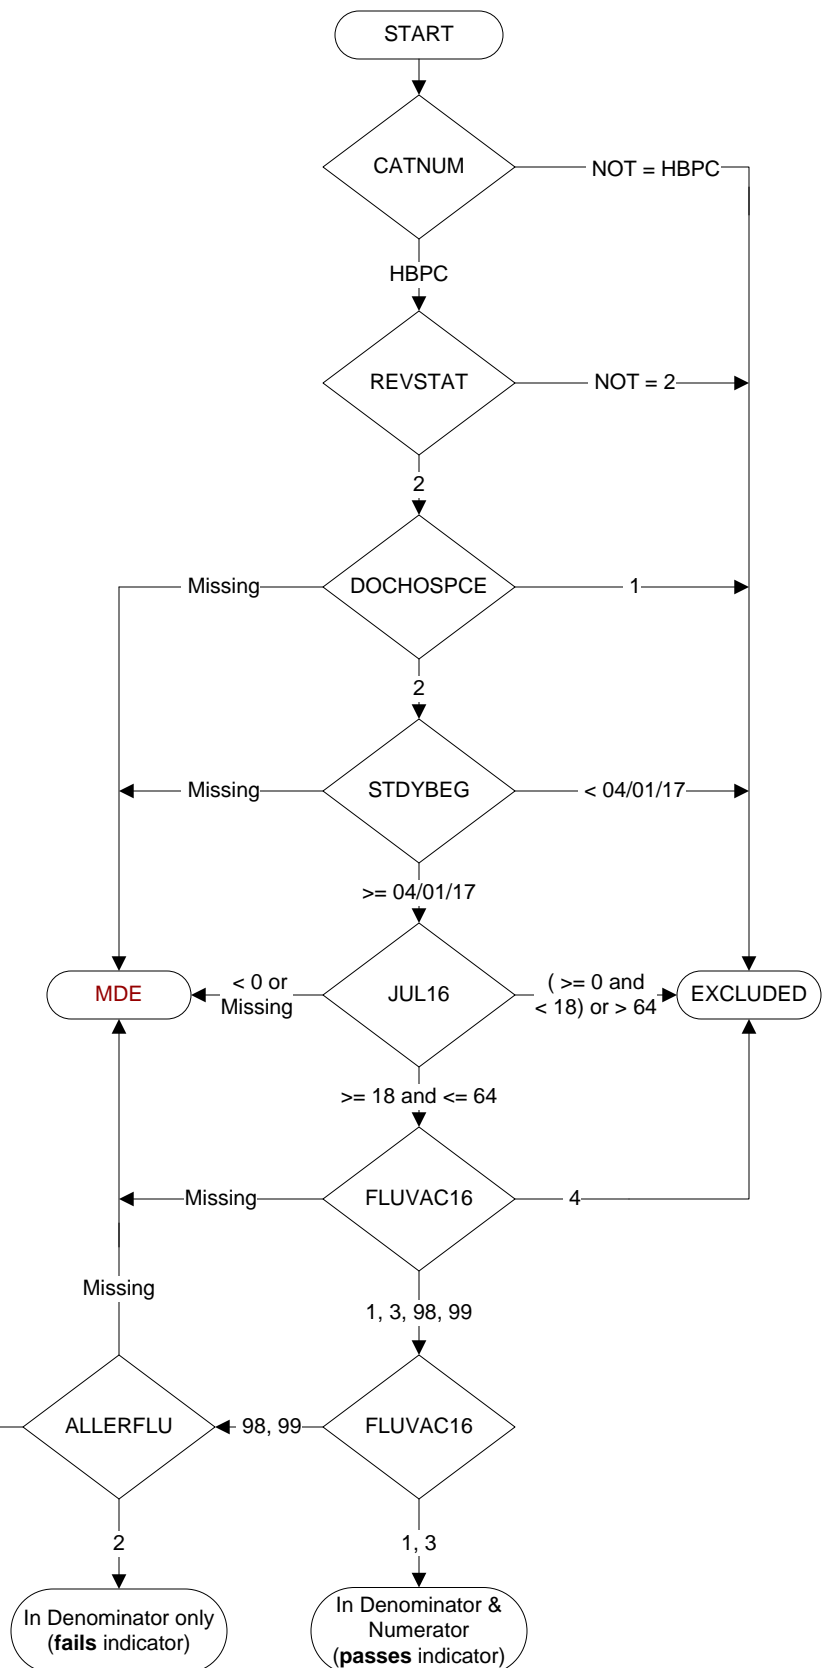 START
CATNUM
NOT = HBPC
HBPC
REVSTAT
NOT = 2
2
Missing
DOCHOSPCE
1
2
Missing
STDYBEG
< 04/01/17
>= 04/01/17
MDE
< 0 or
Missing
JUL16
( >= 0 and
< 18) or > 64
EXCLUDED
>= 18 and <= 64
Missing
FLUVAC16
4
Missing
1, 3, 98, 99
ALLERFLU
98, 99
FLUVAC16
2
1, 3
In Denominator only
(fails indicator)
In Denominator &
Numerator
(passes indicator)